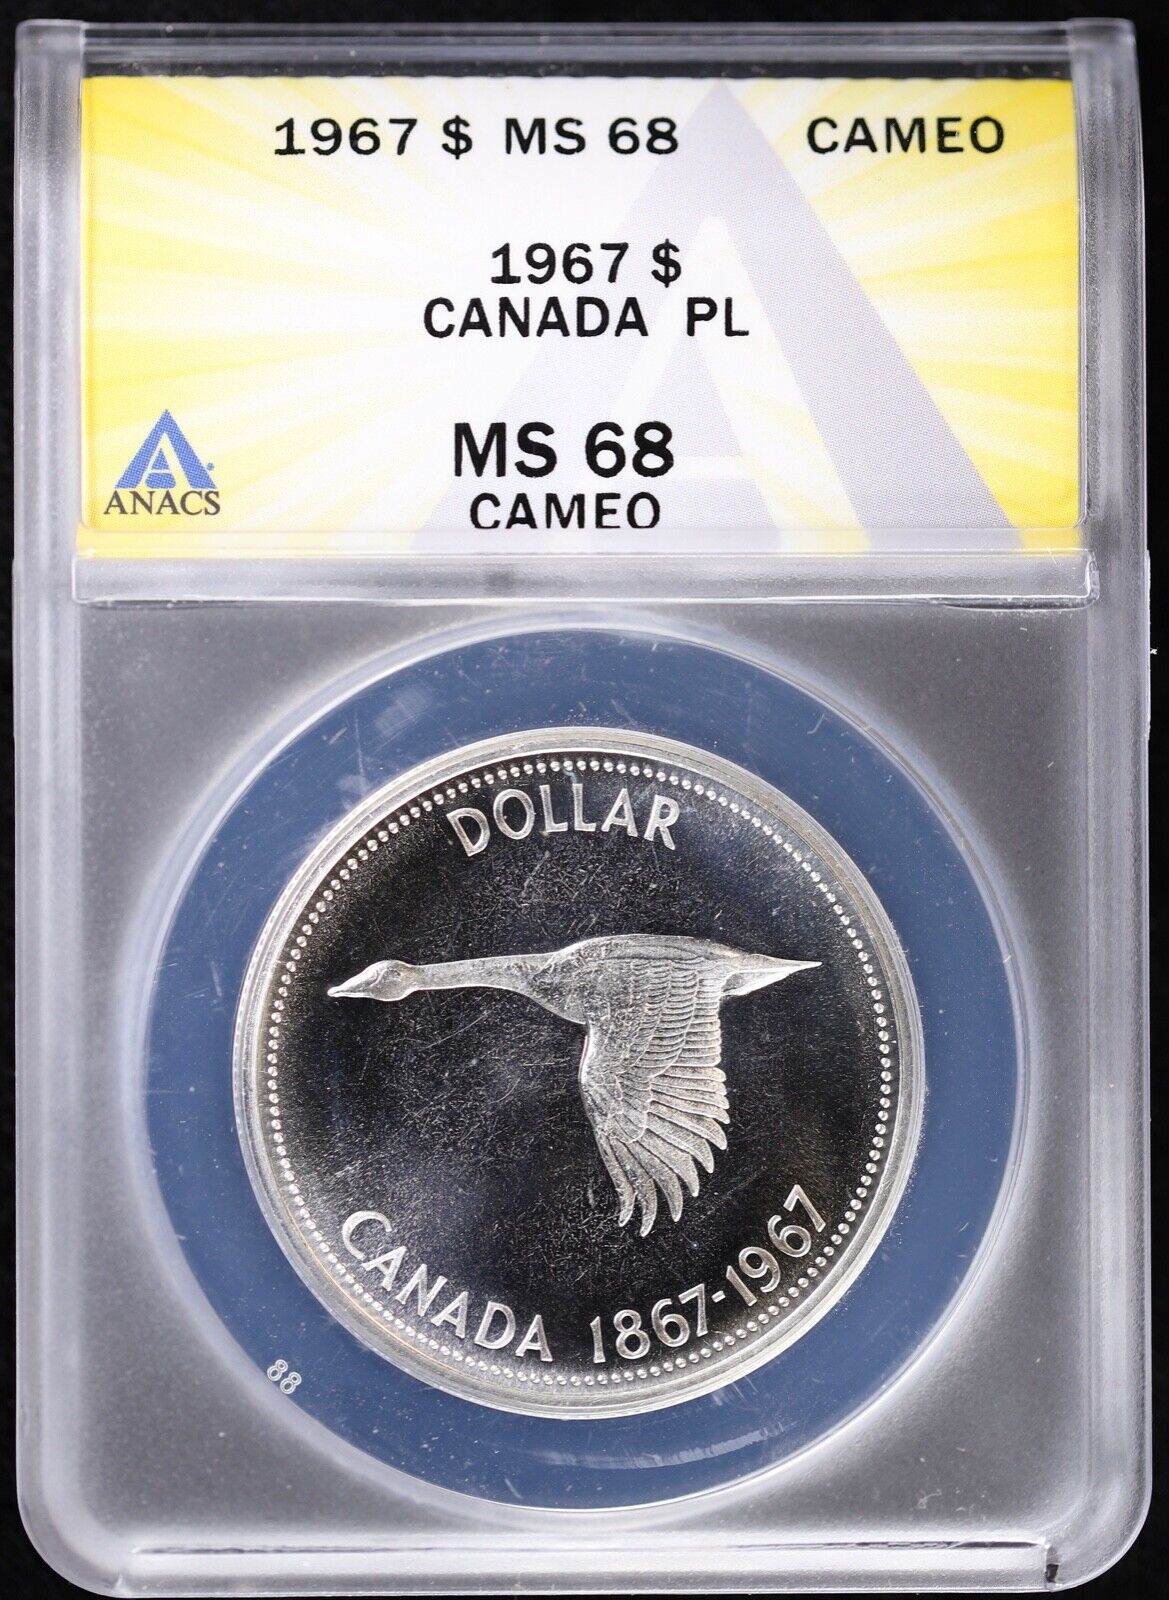 1967 $ MS 68 CAMEO
1967 $
CANADA PL
MS 68
CAMEO
A
ANACS
DOLLAR
CANADA 1867-1967
88